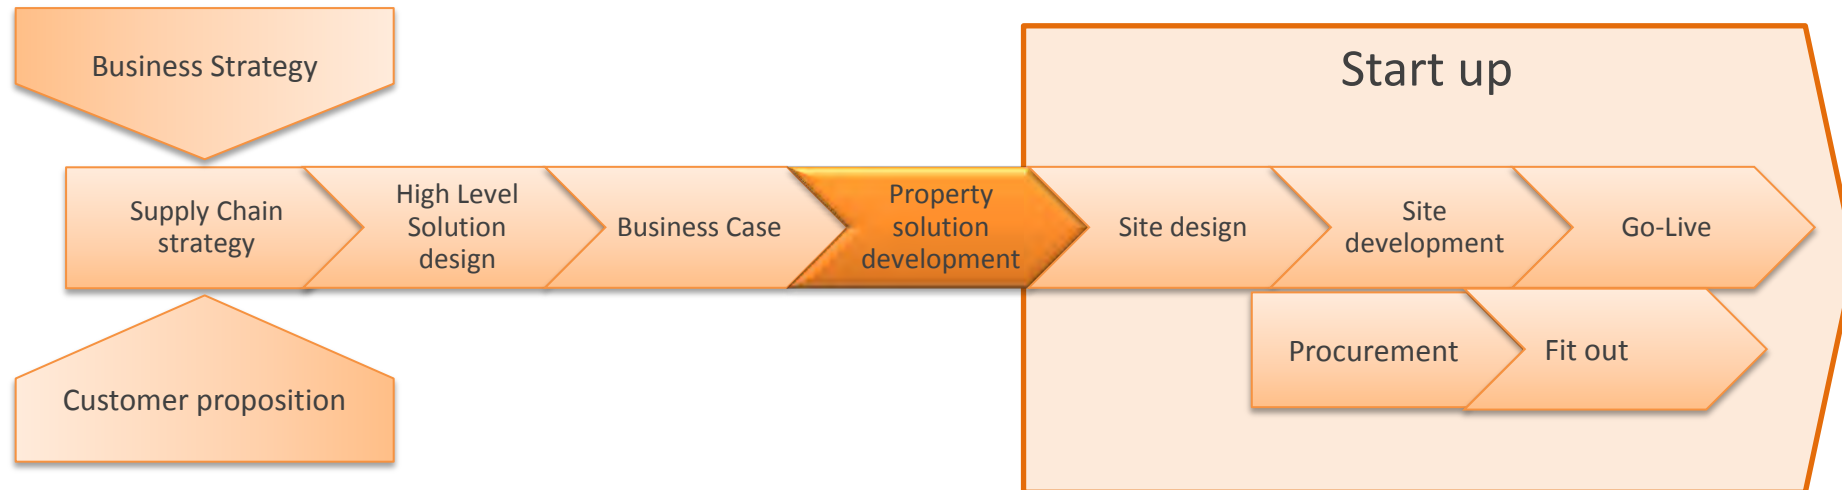 Business Strategy
Start up
Supply Chain
strategy
High Level
Solution
design
Business Case
Property
solution
development
Site design
Site
development
Go-Live
Procurement
Fit out
Customer proposition